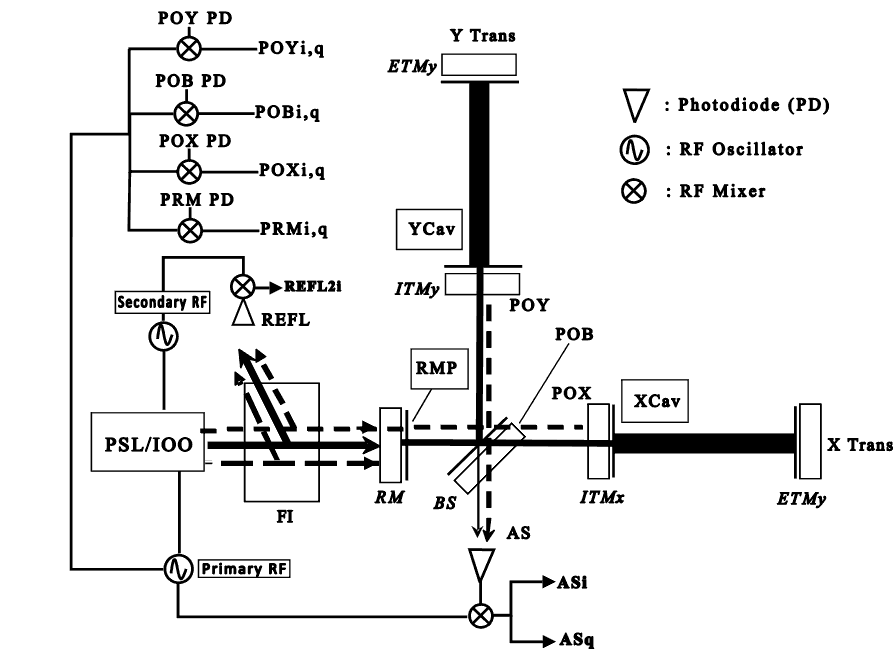 POY PD
POYi,q
POB PD
POBi,q
POX PD
POXi,q
PRM PD
PRMi,q
Y Trans
ETMy
: Photodiode (PD)
: RF Oscillator
: RF Mixer
YCav
ITMy
POY
Secondary RF
REFL2i
REFL
POB
RMP
POX
XCav
PSL/IOO
X Trans
FI
RM
BS
ITMx
ETMy
AS
Primary RF
ASi
ASq